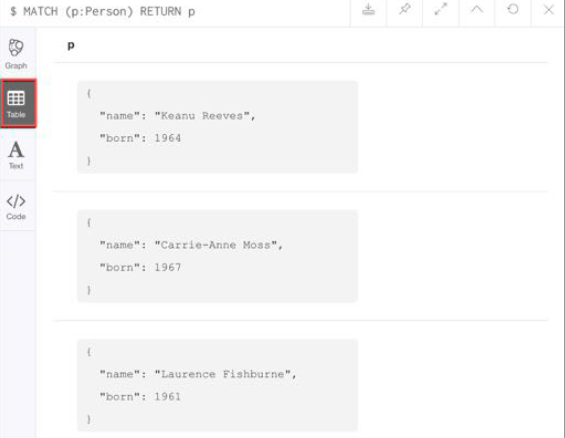 $ MATCH (p:Person) RETURN p
Graph
Table
Text
Code
p
{
"name": "Keanu Reeves",
"born": 1964
}
{
"name": "Carrie-Anne Moss",
"born": 1967
}
{
"name": "Laurence Fishburne",
"born": 1961
}